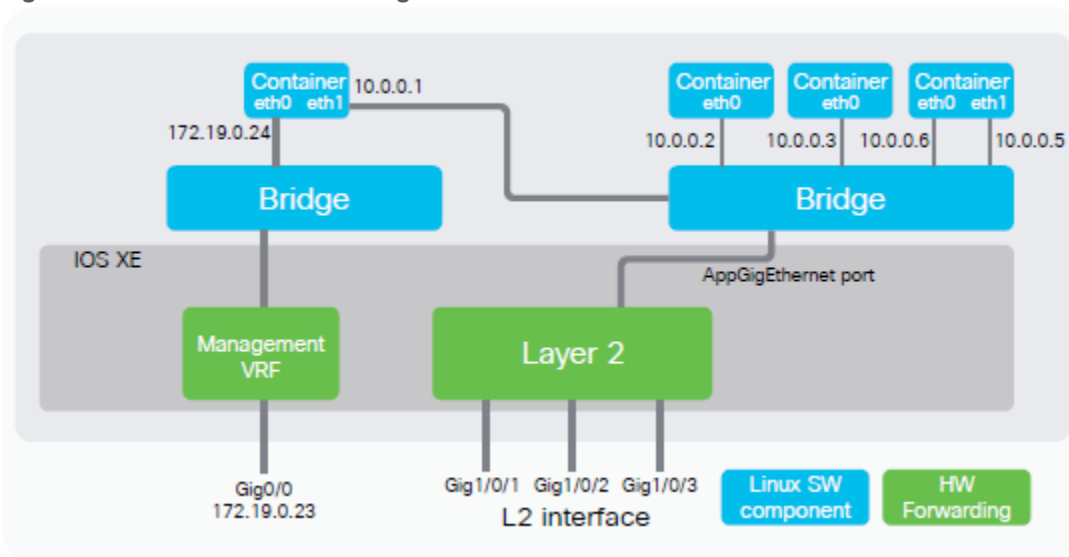 Container
eth0 eth1
10.0.0.1
172.19.0.24
Bridge
Container
eth0
Container
eth0
Container
eth0 eth1
10.0.0.2
10.0.0.3
10.0.0.6
10.0.0.5
Bridge
IOS XE
AppGigEthernet port
Management
VRF
Layer 2
Gig0/0
172.19.0.23
Gig1/0/1 Gig1/0/2 Gig1/0/3
L2 interface
Linux SW
component
HW
Forwarding